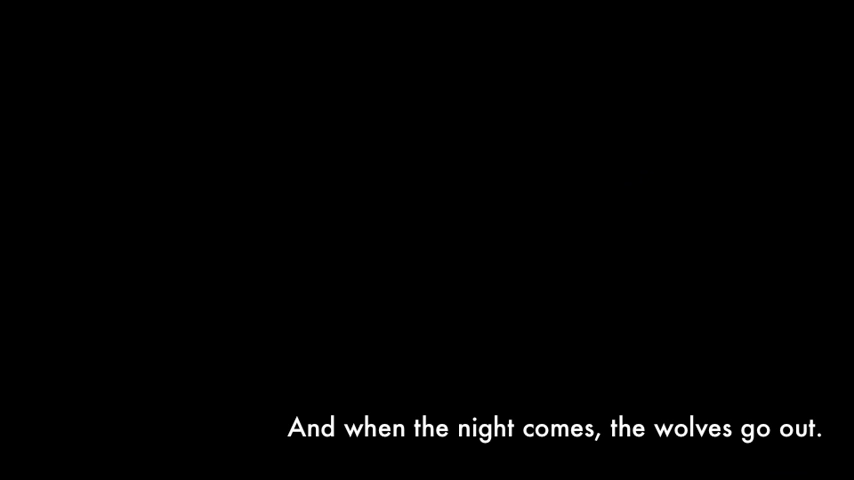 And when the night comes, the wolves go out.